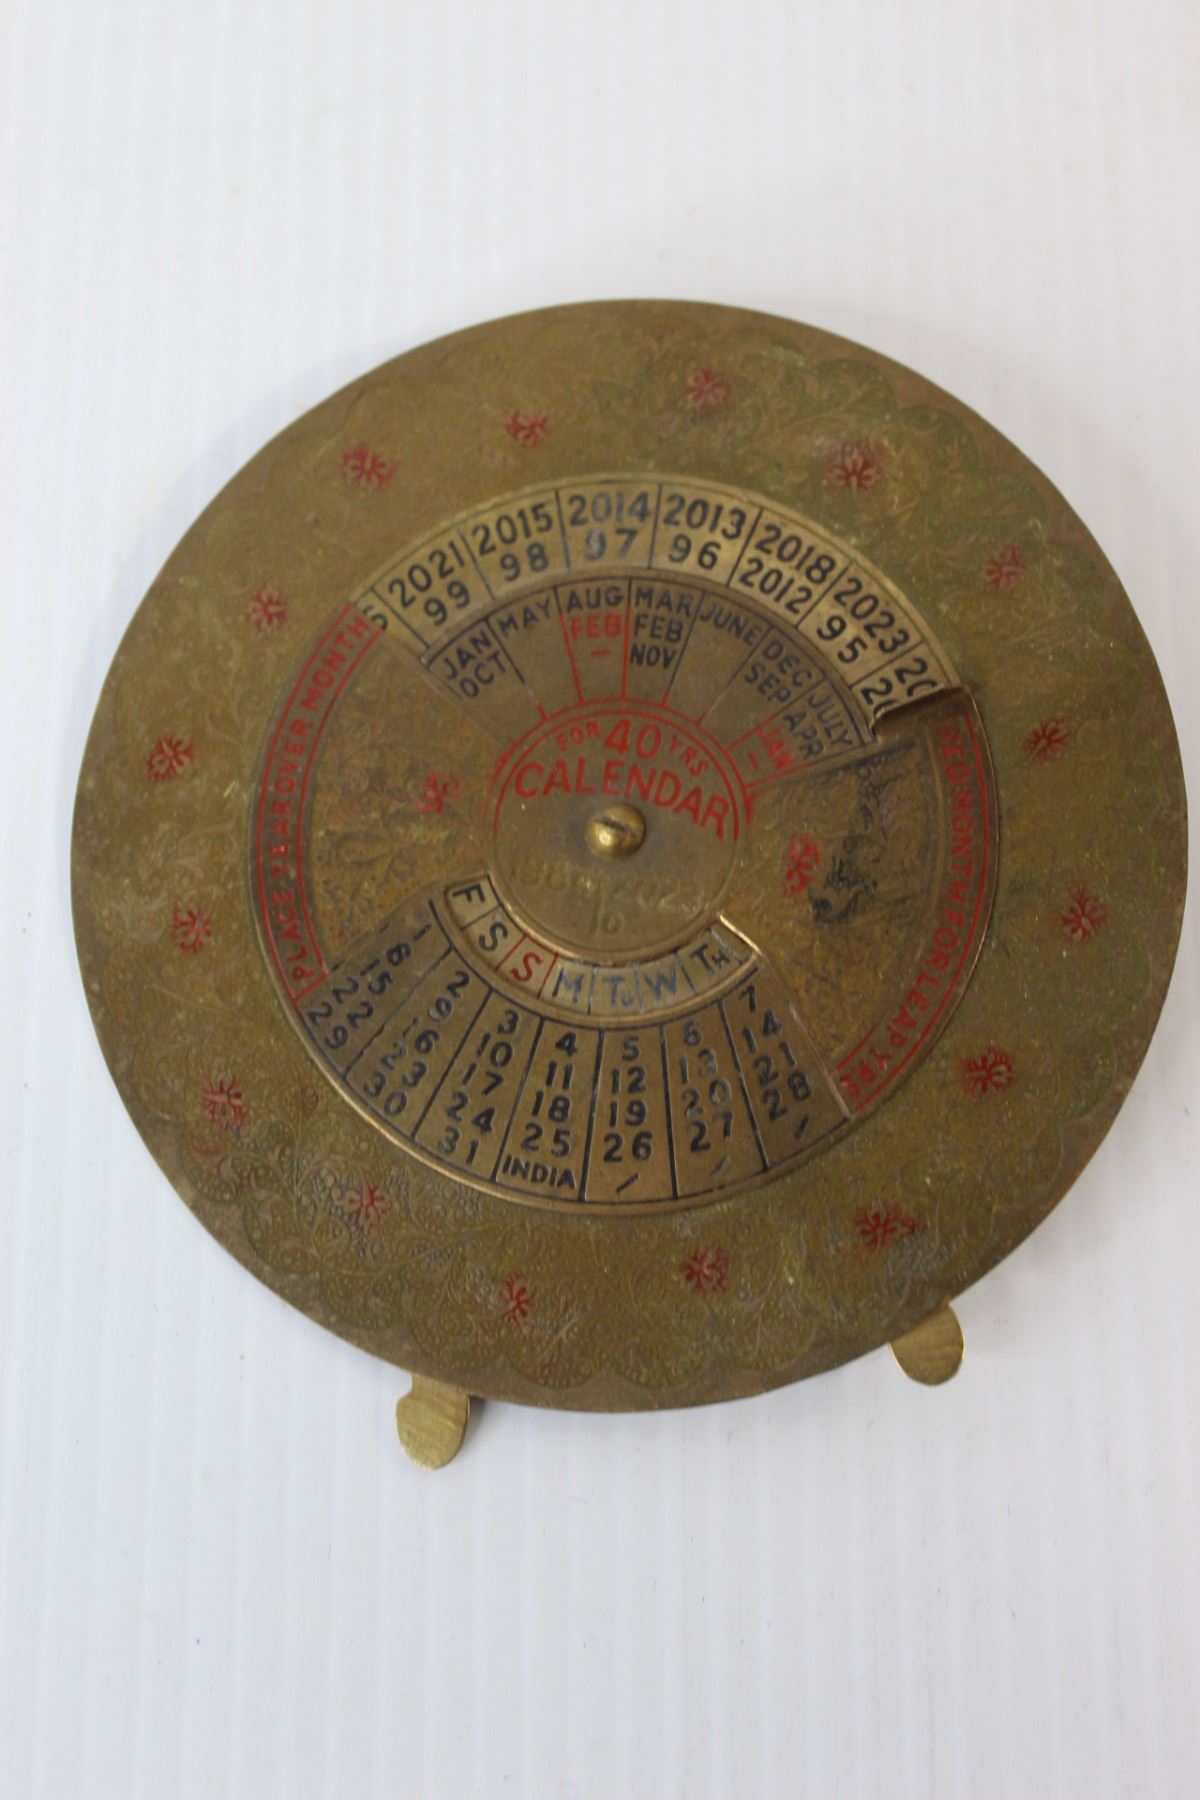 2021 2015 2014 2013 2018 2023
99 98 97 96 2012 95
JAN MAY AUG MAR JUNE DEC JULY
OCT FEB FEB SEP APR
NOV JAN
PLACE YEAR OVER MONTH
RED MONTH FOR LEAP YRS
FOR 40 YRS
CALENDAR
F S S M TU W TH
1 2 3 4 5 6 7
8 9 10 11 12 13 14
15 16 17 18 19 20 21
22 23 24 25 26 27 28
29 30 31 INDIA / / /